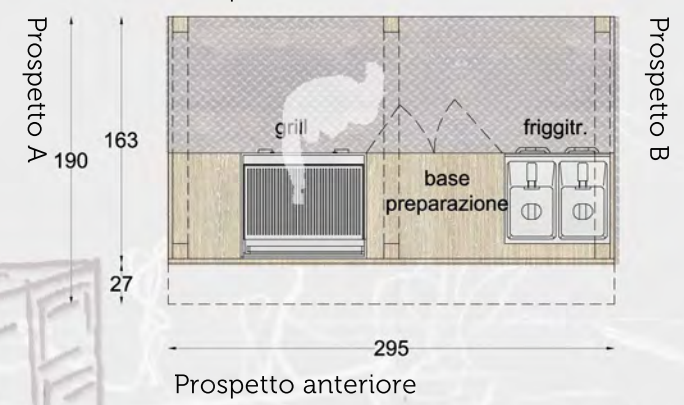 Prospetto A
190
163
27
grill
base
preparazione
friggitr.
Prospetto B
295
Prospetto anteriore